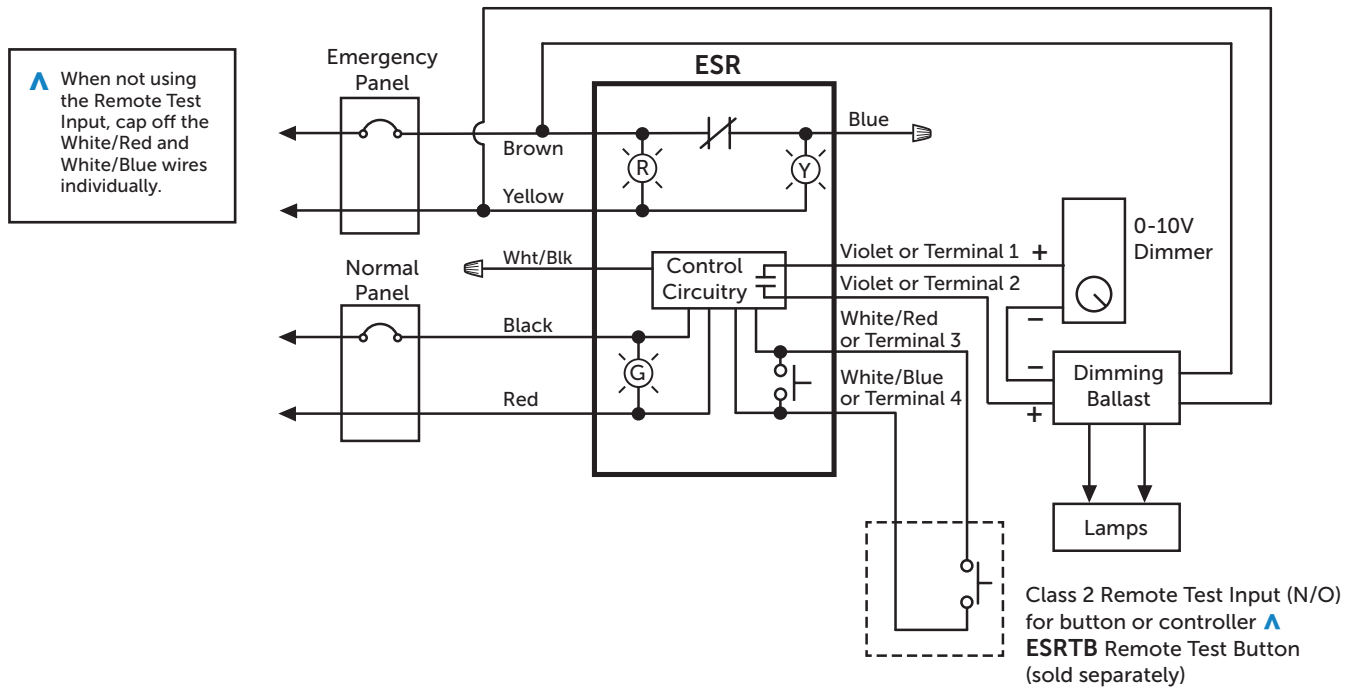 When not using
the Remote Test
Input, cap off the
White/Red and
White/Blue wires
individually.
Emergency
Panel
ESR
Blue
Brown
R
Y
Yellow
0-10V
Dimmer
Wht/Blk
Control
Circuitry
Violet or Terminal 1 +
Violet or Terminal 2
Normal
Panel
Black
White/Red
or Terminal 3
–
–
G
White/Blue
or Terminal 4
Dimming
Ballast
+
Red
Lamps
Class 2 Remote Test Input (N/O)
for button or controller
ESRTB Remote Test Button
(sold separately)